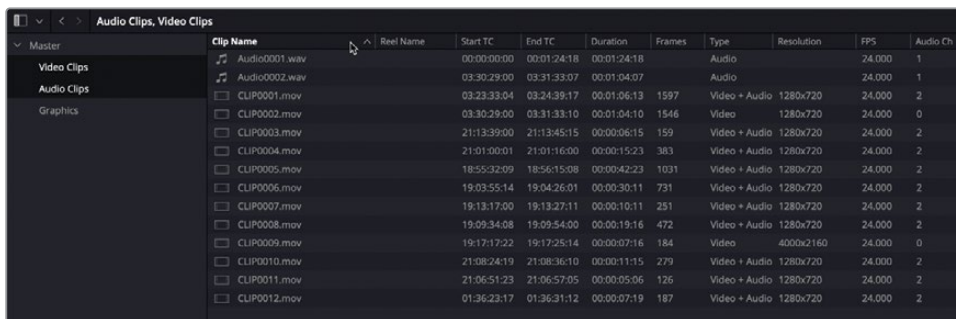 Audio Clips, Video Clips
Master
Video Clips
Audio Clips
Graphics
Clip Name Reel Name Start TC End TC Duration Frames Type Resolution FPS Audio Ch
Audio0001.wav 00:00:00:00 00:01:24:18 00:01:24:18 Audio 24.000 1
Audio0002.wav 03:30:29:00 03:31:33:07 00:01:04:07 Audio 24.000 1
CLIP0001.mov 03:23:33:04 03:24:39:17 00:01:06:13 1597 Video + Audio 1280x720 24.000 2
CLIP0002.mov 03:30:29:00 03:31:33:10 00:01:04:10 1546 Video 1280x720 24.000 0
CLIP0003.mov 21:13:39:00 21:13:45:15 00:00:06:15 159 Video + Audio 1280x720 24.000 2
CLIP0004.mov 21:01:00:01 21:01:16:00 00:00:15:23 383 Video + Audio 1280x720 24.000 2
CLIP0005.mov 18:55:32:09 18:56:15:08 00:00:42:23 1031 Video + Audio 1280x720 24.000 2
CLIP0006.mov 19:03:55:14 19:04:26:01 00:00:30:11 731 Video + Audio 1280x720 24.000 2
CLIP0007.mov 19:13:17:00 19:13:27:11 00:00:10:11 251 Video + Audio 1280x720 24.000 2
CLIP0008.mov 19:09:34:08 19:09:54:00 00:00:19:16 472 Video + Audio 1280x720 24.000 2
CLIP0009.mov 19:17:17:22 19:17:25:14 00:00:07:16 184 Video 4000x2160 24.000 0
CLIP0010.mov 21:08:24:19 21:08:36:10 00:00:11:15 279 Video + Audio 1280x720 24.000 2
CLIP0011.mov 21:06:51:23 21:06:57:05 00:00:05:06 126 Video + Audio 1280x720 24.000 2
CLIP0012.mov 01:36:23:17 01:36:31:12 00:00:07:19 187 Video + Audio 1280x720 24.000 2